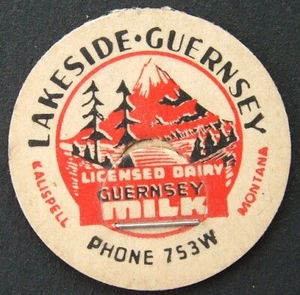 LAKESIDE·GUERNSEY
LICENSED DAIRY
GUERNSEY
MILK
KALISPELL
MONTANA
PHONE 753W